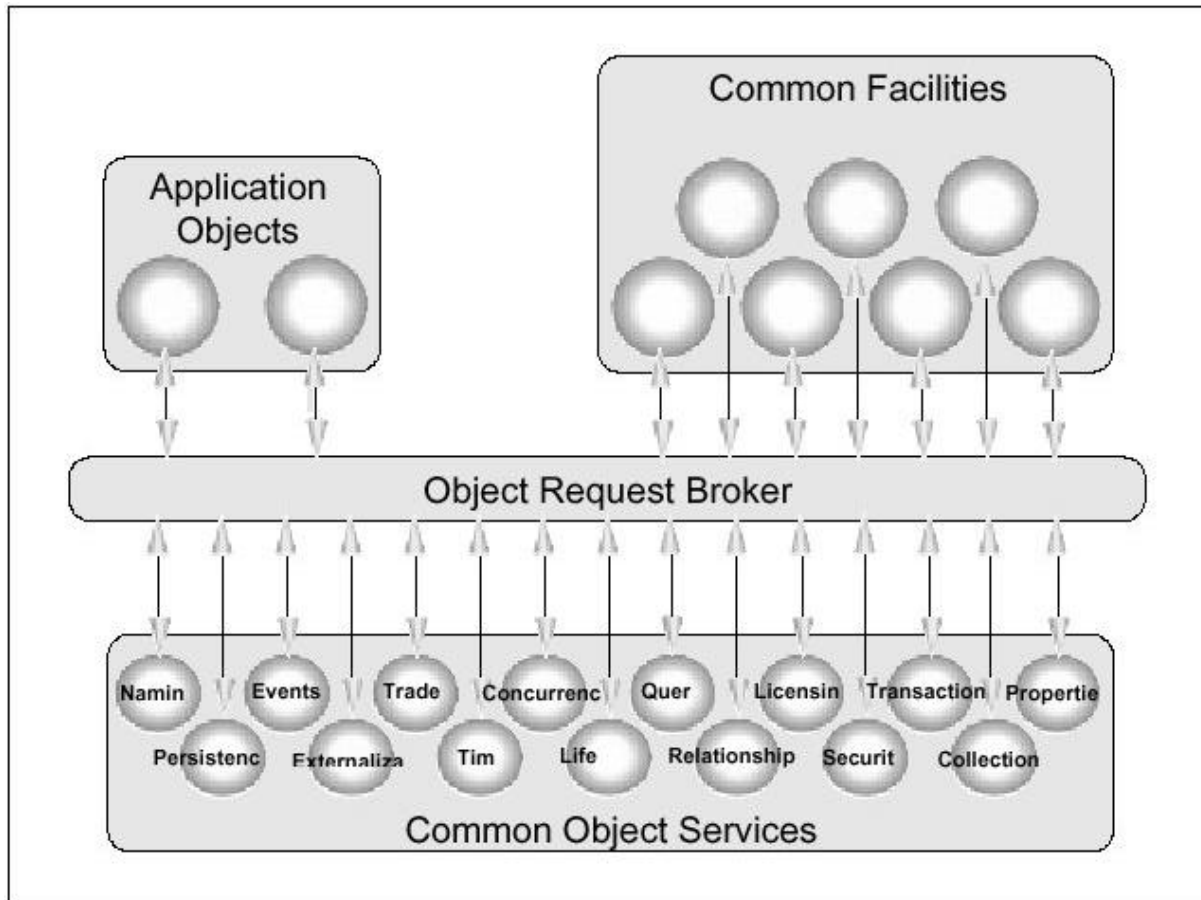 Common Facilities
Application
Objects
Object Request Broker
Namin
Events
Trade
Concurrenc
Quer
Licensin
Transaction
Propertie
Persistenc
Externaliza
Tim
Life
Relationship
Securit
Collection
Common Object Services